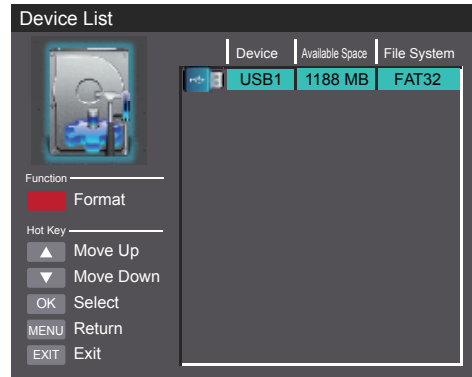 Device List
Device Available Space File System
USB1 1188 MB FAT32
Function
Format
Hot Key
Move Up
Move Down
OK Select
MENU Return
EXIT Exit